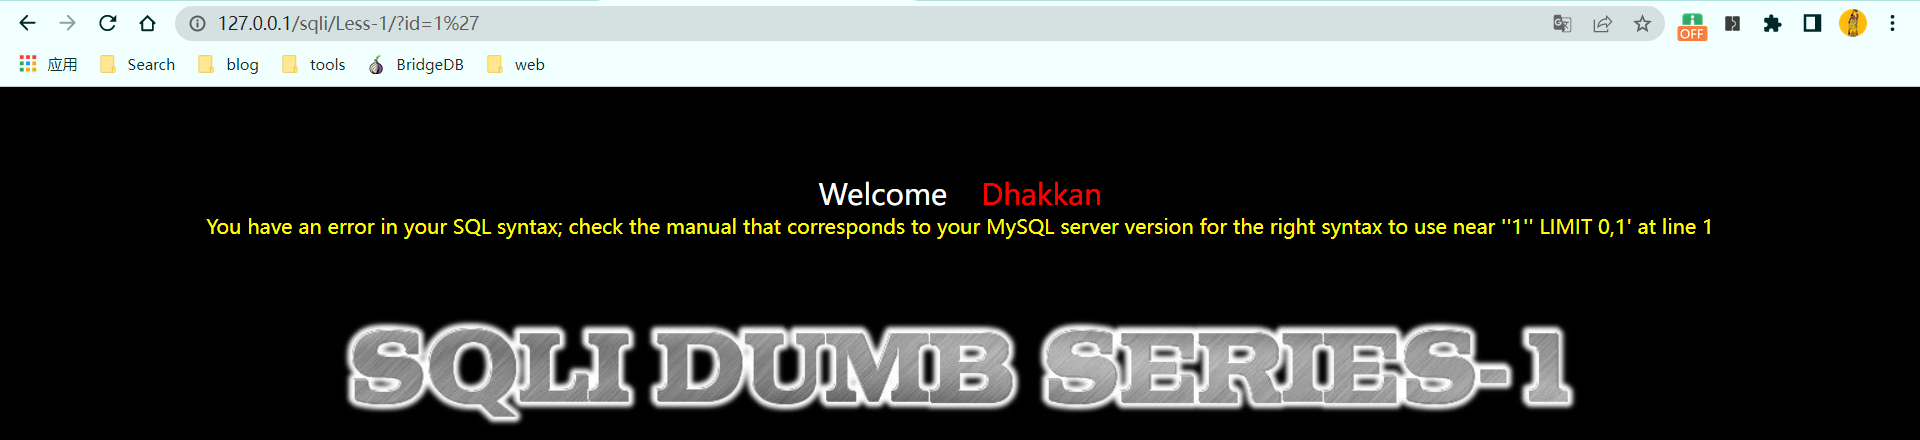 127.0.0.1/sqli/Less-1/?id=1%27
OFF
应用 Search blog tools BridgeDB web
Welcome Dhakkan
You have an error in your SQL syntax; check the manual that corresponds to your MySQL server version for the right syntax to use near ''1'' LIMIT 0,1' at line 1
SQLI DUMB SERIES-1